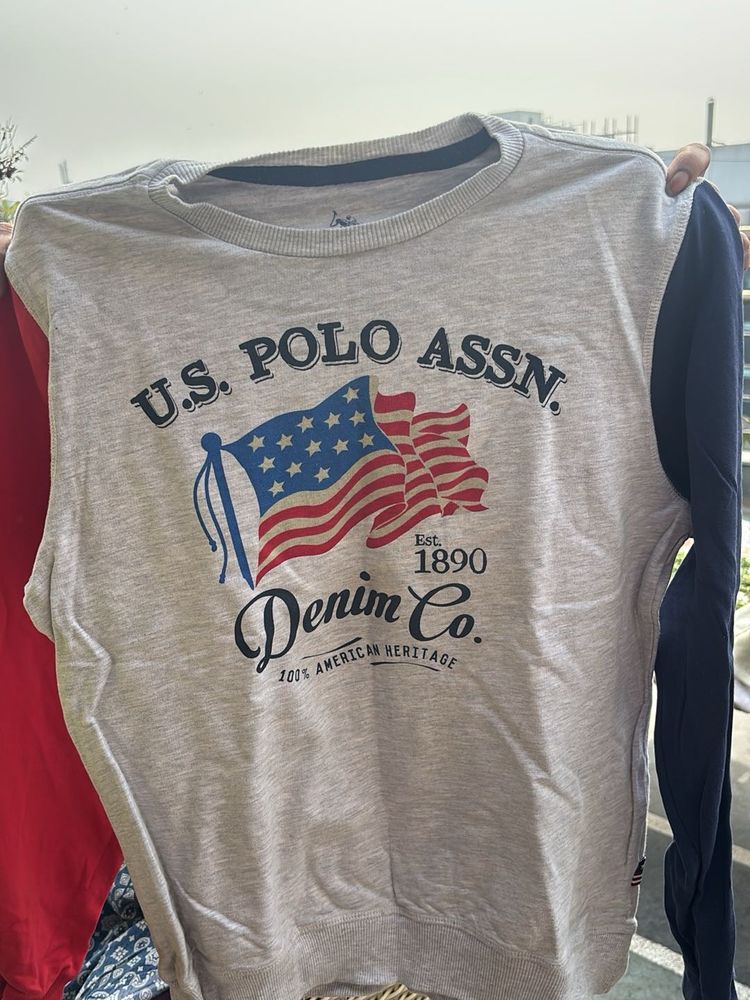 U.S. POLO ASSN.
Est.
1890
Denim Co.
100% AMERICAN HERITAGE